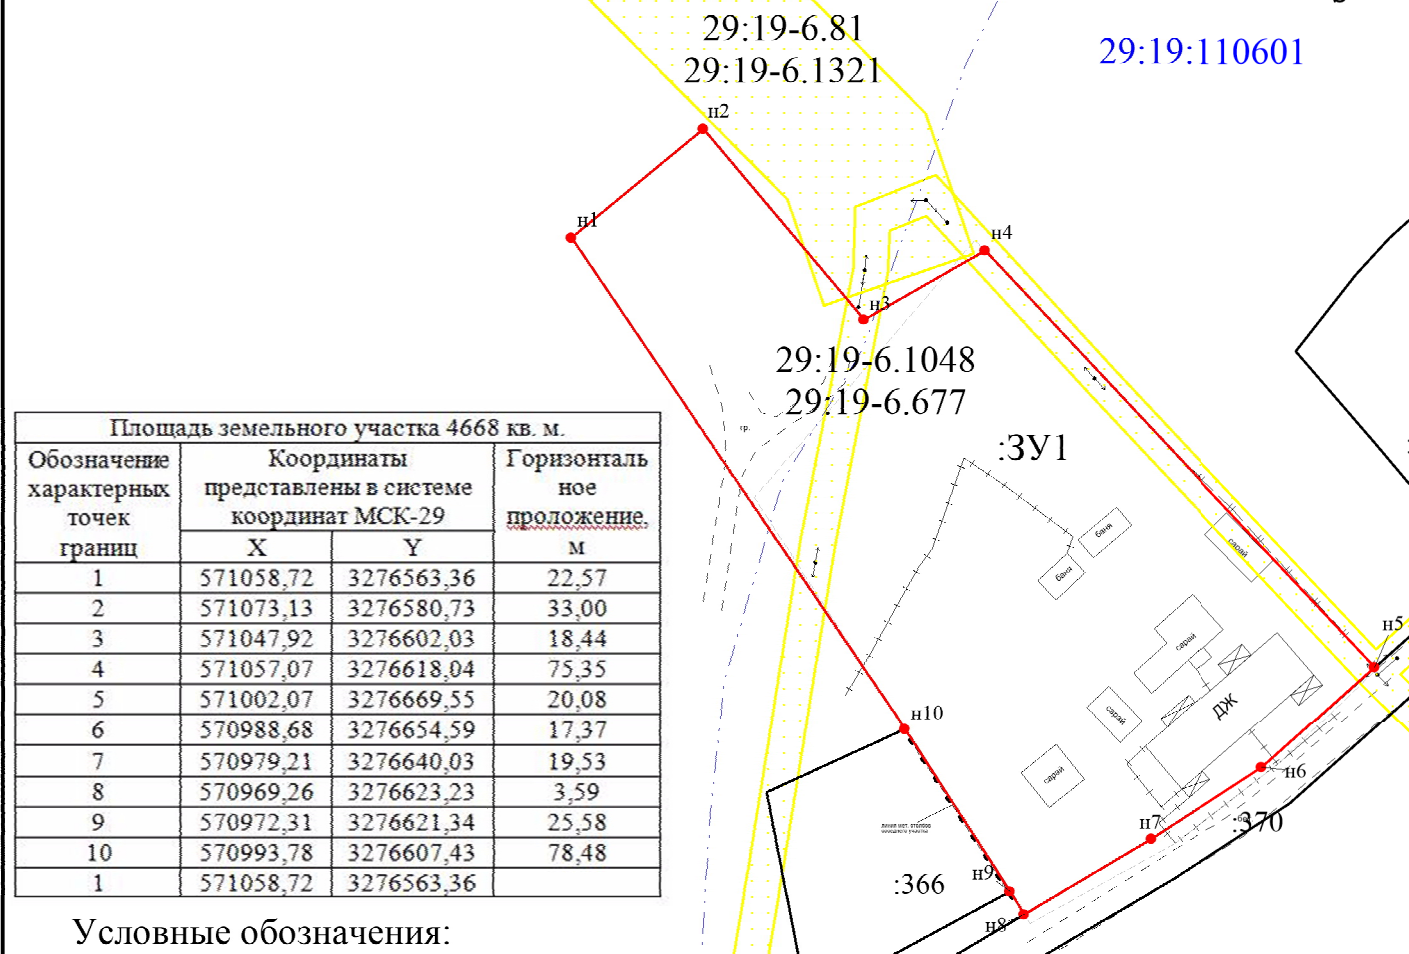 29:19-6.81
29:19-6.1321
29:19:110601
н2
н1
н4
н3
29:19-6.1048
29:19-6.677
гр.
:ЗУ1
баня
баня
сарай
сарай
сарай
сарай
ДЖ
н5
н10
н6
н7
:370
н9
:366
н8
Площадь земельного участка 4668 кв. м.
Обозначение характерных точек границ
Координаты представлены в системе координат МСК-29
Горизонталь ное проложение, м
X Y
1 571058,72 3276563,36 22,57
2 571073,13 3276580,73 33,00
3 571047,92 3276602,03 18,44
4 571057,07 3276618,04 75,35
5 571002,07 3276669,55 20,08
6 570988,68 3276654,59 17,37
7 570979,21 3276640,03 19,53
8 570969,26 3276623,23 3,59
9 570972,31 3276621,34 25,58
10 570993,78 3276607,43 78,48
1 571058,72 3276563,36
Условные обозначения: